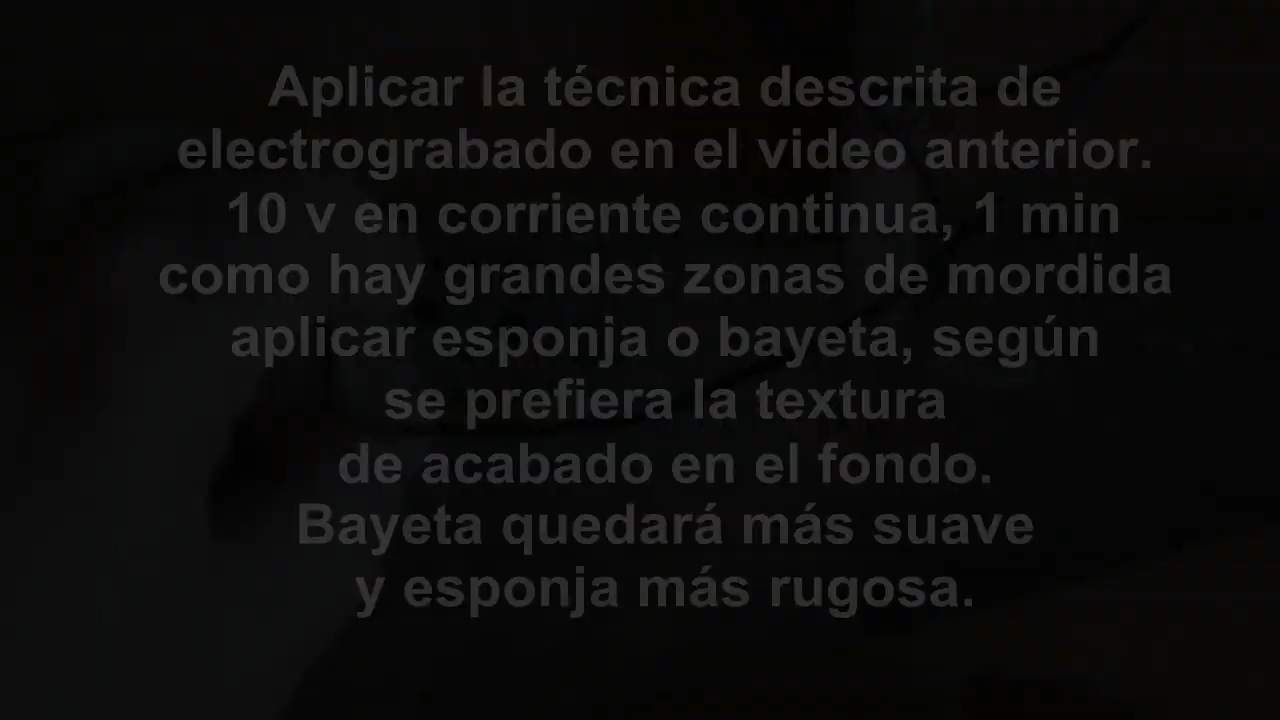 Aplicar la técnica descrita de
electrograbado en el video anterior.
10 v en corriente continua, 1 min
como hay grandes zonas de mordida
aplicar esponja o bayeta, según
se prefiera la textura
de acabado en el fondo.
Bayeta quedará más suave
y esponja más rugosa.